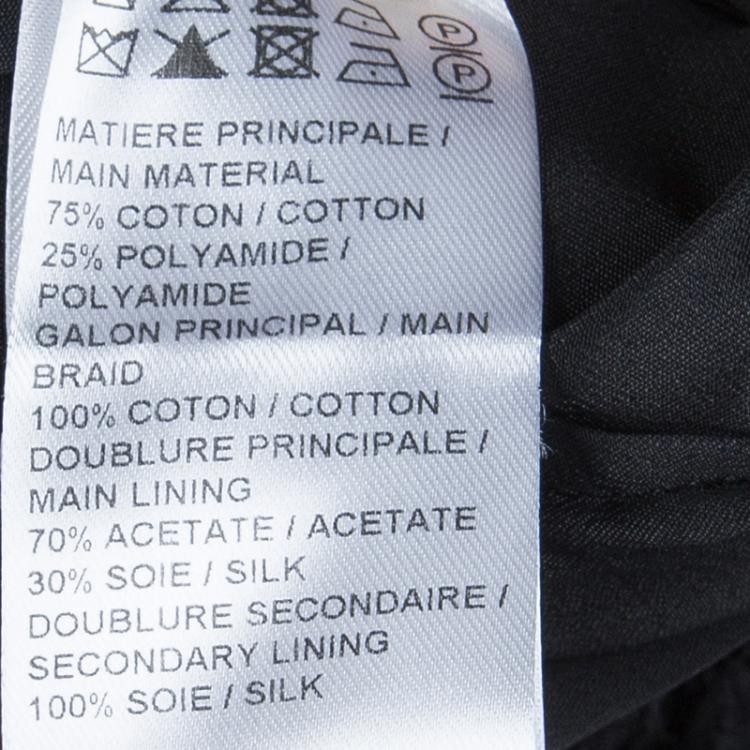 P
P
MATIERE PRINCIPALE /
MAIN MATERIAL
75% COTON / COTTON
25% POLYAMIDE /
POLYAMIDE
GALON PRINCIPAL / MAIN
BRAID
100% COTON / COTTON
DOUBLURE PRINCIPALE /
MAIN LINING
70% ACETATE / ACETATE
30% SOIE / SILK
DOUBLURE SECONDAIRE /
SECONDARY LINING
100% SOIE / SILK